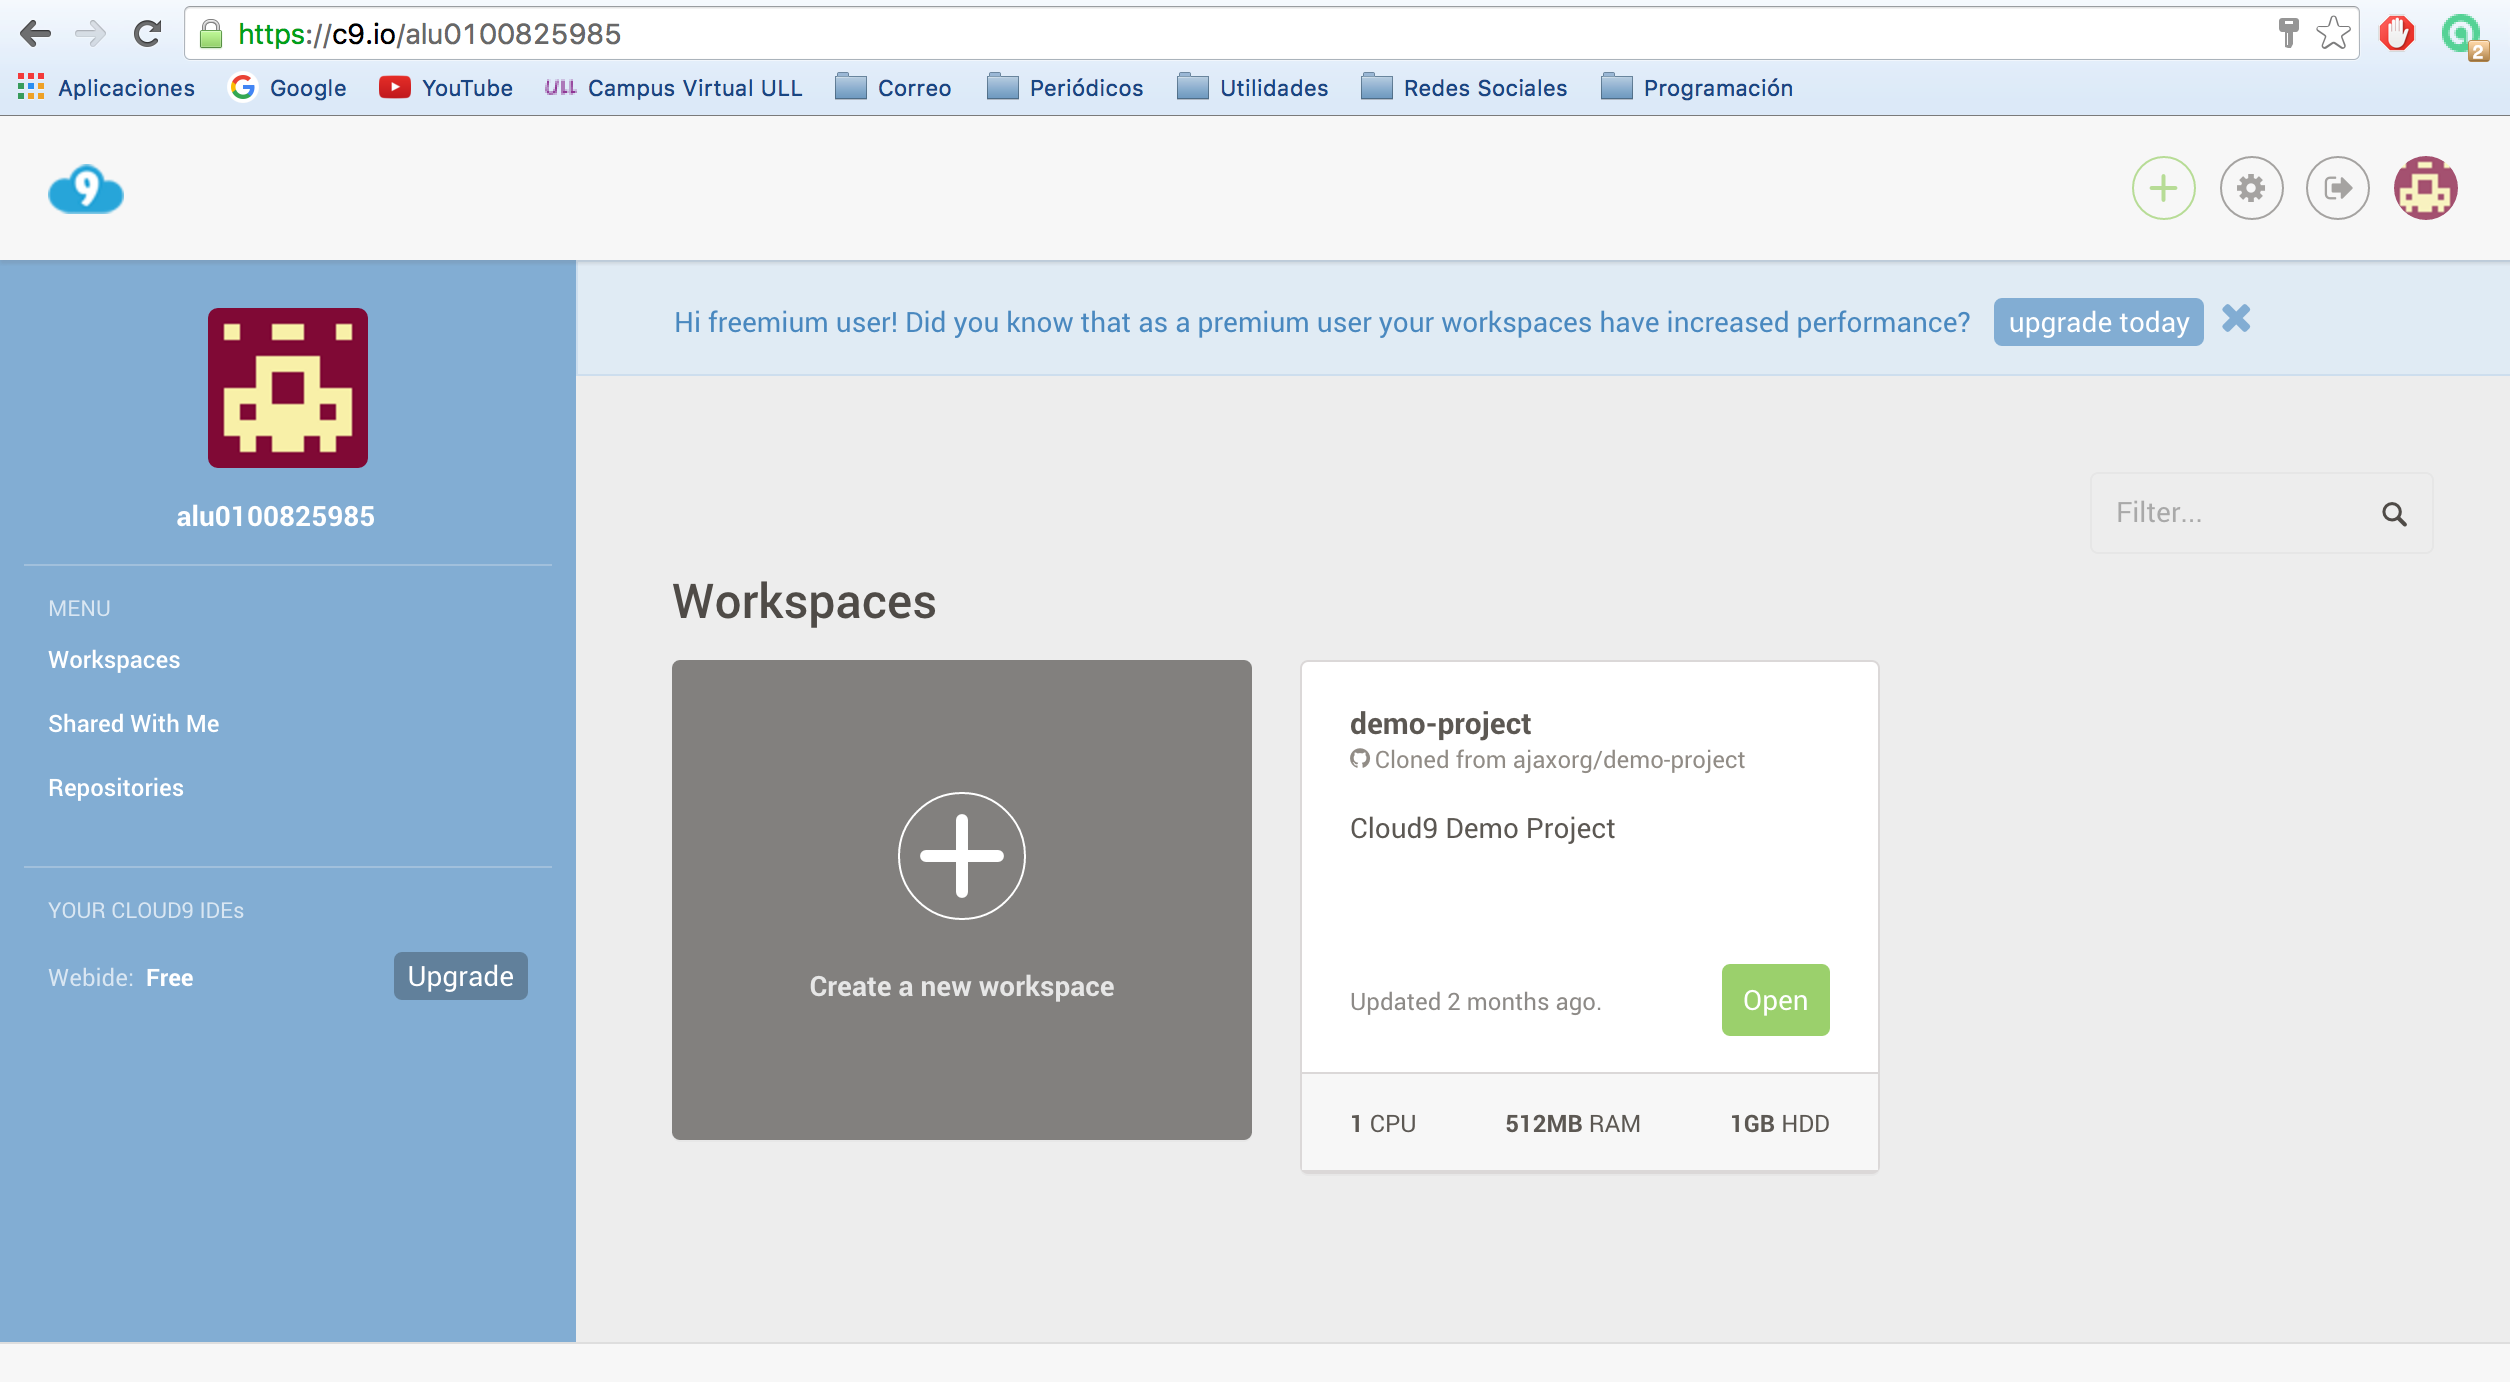 https://c9.io/alu0100825985
2
Aplicaciones Google YouTube ULL Campus Virtual ULL Correo Periódicos Utilidades Redes Sociales Programación
9
Hi freemium user! Did you know that as a premium user your workspaces have increased performance? upgrade today
alu0100825985
MENU
Workspaces
Shared With Me
Repositories
YOUR CLOUD9 IDEs
Webide: Free Upgrade
Filter...
Workspaces
Create a new workspace
demo-project
Cloned from ajaxorg/demo-project
Cloud9 Demo Project
Updated 2 months ago. Open
1 CPU 512MB RAM 1GB HDD